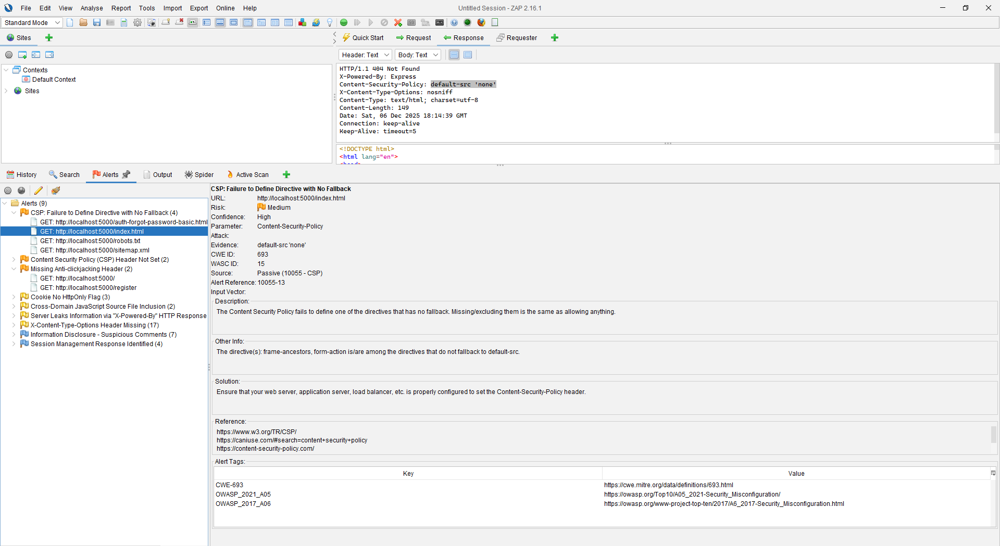 File Edit View Analyse Report Tools Import Export Online Help
Untitled Session - ZAP 2.16.1
Standard Mode
Sites
Quick Start Request Response Requester
Header: Text Body: Text
Contexts
Default Context
Sites
HTTP/1.1 404 Not Found
X-Powered-By: Express
Content-Security-Policy: default-src 'none'
X-Content-Type-Options: nosniff
Content-Type: text/html; charset=utf-8
Content-Length: 149
Date: Sat, 06 Dec 2025 18:14:39 GMT
Connection: keep-alive
Keep-Alive: timeout=5
<!DOCTYPE html>
<html lang="en">
<head>
History Search Alerts Output Spider Active Scan
Alerts (9)
CSP: Failure to Define Directive with No Fallback (4)
GET: http://localhost:5000/auth-forgot-password-basic.html
GET: http://localhost:5000/index.html
GET: http://localhost:5000/robots.txt
GET: http://localhost:5000/sitemap.xml
Content Security Policy (CSP) Header Not Set (2)
Missing Anti-clickjacking Header (2)
GET: http://localhost:5000/
GET: http://localhost:5000/register
Cookie No HttpOnly Flag (3)
Cross-Domain JavaScript Source File Inclusion (2)
Server Leaks Information via "X-Powered-By" HTTP Response
X-Content-Type-Options Header Missing (17)
Information Disclosure - Suspicious Comments (7)
Session Management Response Identified (4)
CSP: Failure to Define Directive with No Fallback
URL: http://localhost:5000/index.html
Risk: Medium
Confidence: High
Parameter: Content-Security-Policy
Attack:
Evidence: default-src 'none'
CWE ID: 693
WASC ID: 15
Source: Passive (10055 - CSP)
Alert Reference: 10055-13
Input Vector:
Description:
The Content Security Policy fails to define one of the directives that has no fallback. Missing/excluding them is the same as allowing anything.
Other Info:
The directive(s): frame-ancestors, form-action is/are among the directives that do not fallback to default-src.
Solution:
Ensure that your web server, application server, load balancer, etc. is properly configured to set the Content-Security-Policy header.
Reference:
https://www.w3.org/TR/CSP/
https://caniuse.com/#search=content+security+policy
https://content-security-policy.com/
Alert Tags:
Key Value
CWE-693 https://cwe.mitre.org/data/definitions/693.html
OWASP_2021_A05 https://owasp.org/Top10/A05_2021-Security_Misconfiguration/
OWASP_2017_A06 https://owasp.org/www-project-top-ten/2017/A6_2017-Security_Misconfiguration.html